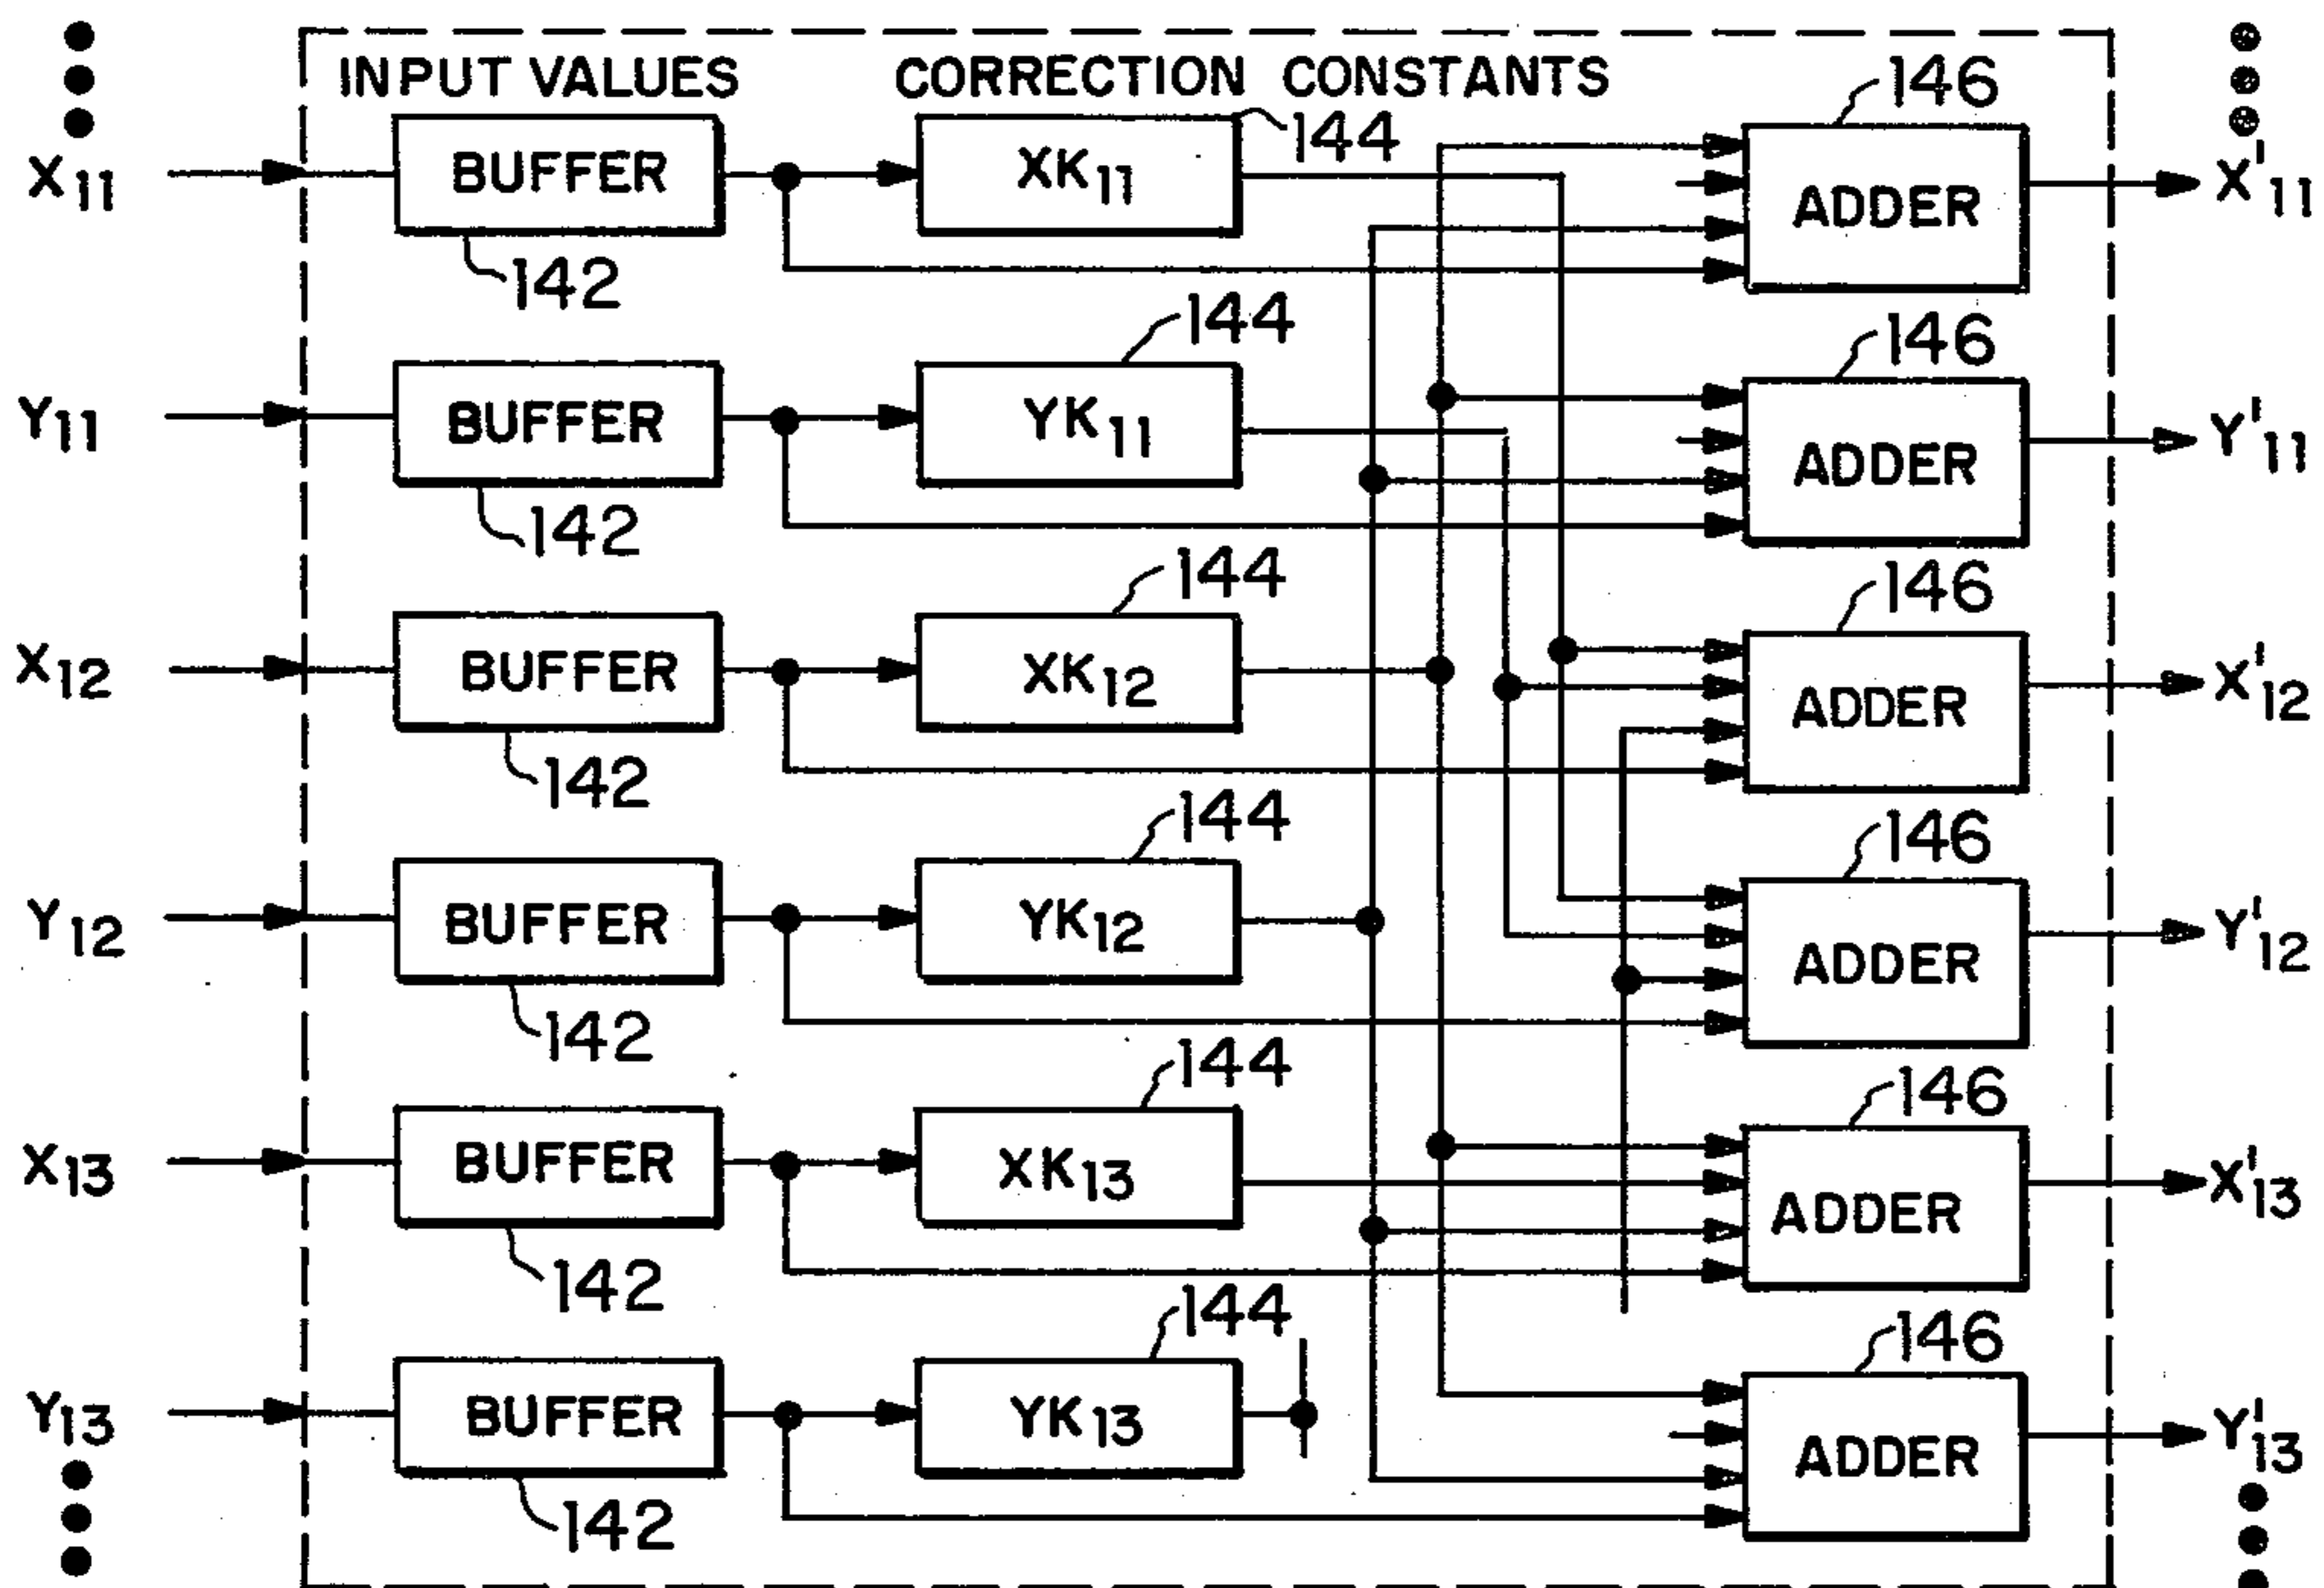 INPUT VALUES CORRECTION CONSTANTS
X11 BUFFER XK11 144 146 ADDER X'11
142
Y11 BUFFER YK11 144 146 ADDER Y'11
142
X12 BUFFER XK12 144 146 ADDER X'12
142
Y12 BUFFER YK12 144 146 ADDER Y'12
142
X13 BUFFER XK13 144 146 ADDER X'13
142
Y13 BUFFER YK13 144 146 ADDER Y'13
142